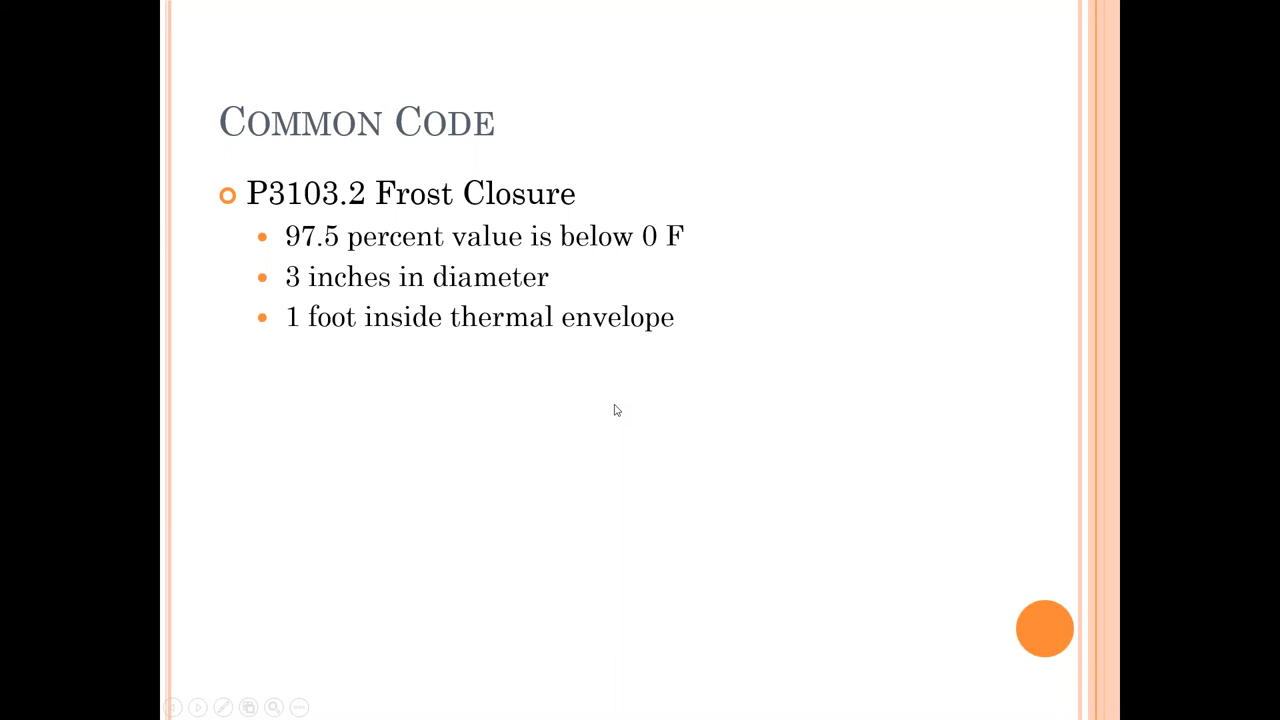 Common Code
P3103.2 Frost Closure
97.5 percent value is below 0 F
3 inches in diameter
1 foot inside thermal envelope